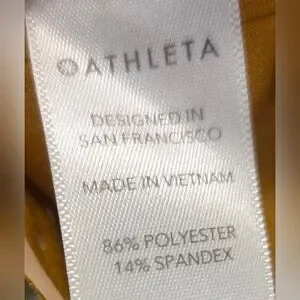 ATHLETA
DESIGNED IN
SAN FRANCISCO
MADE IN VIETNAM
86% POLYESTER
14% SPANDEX